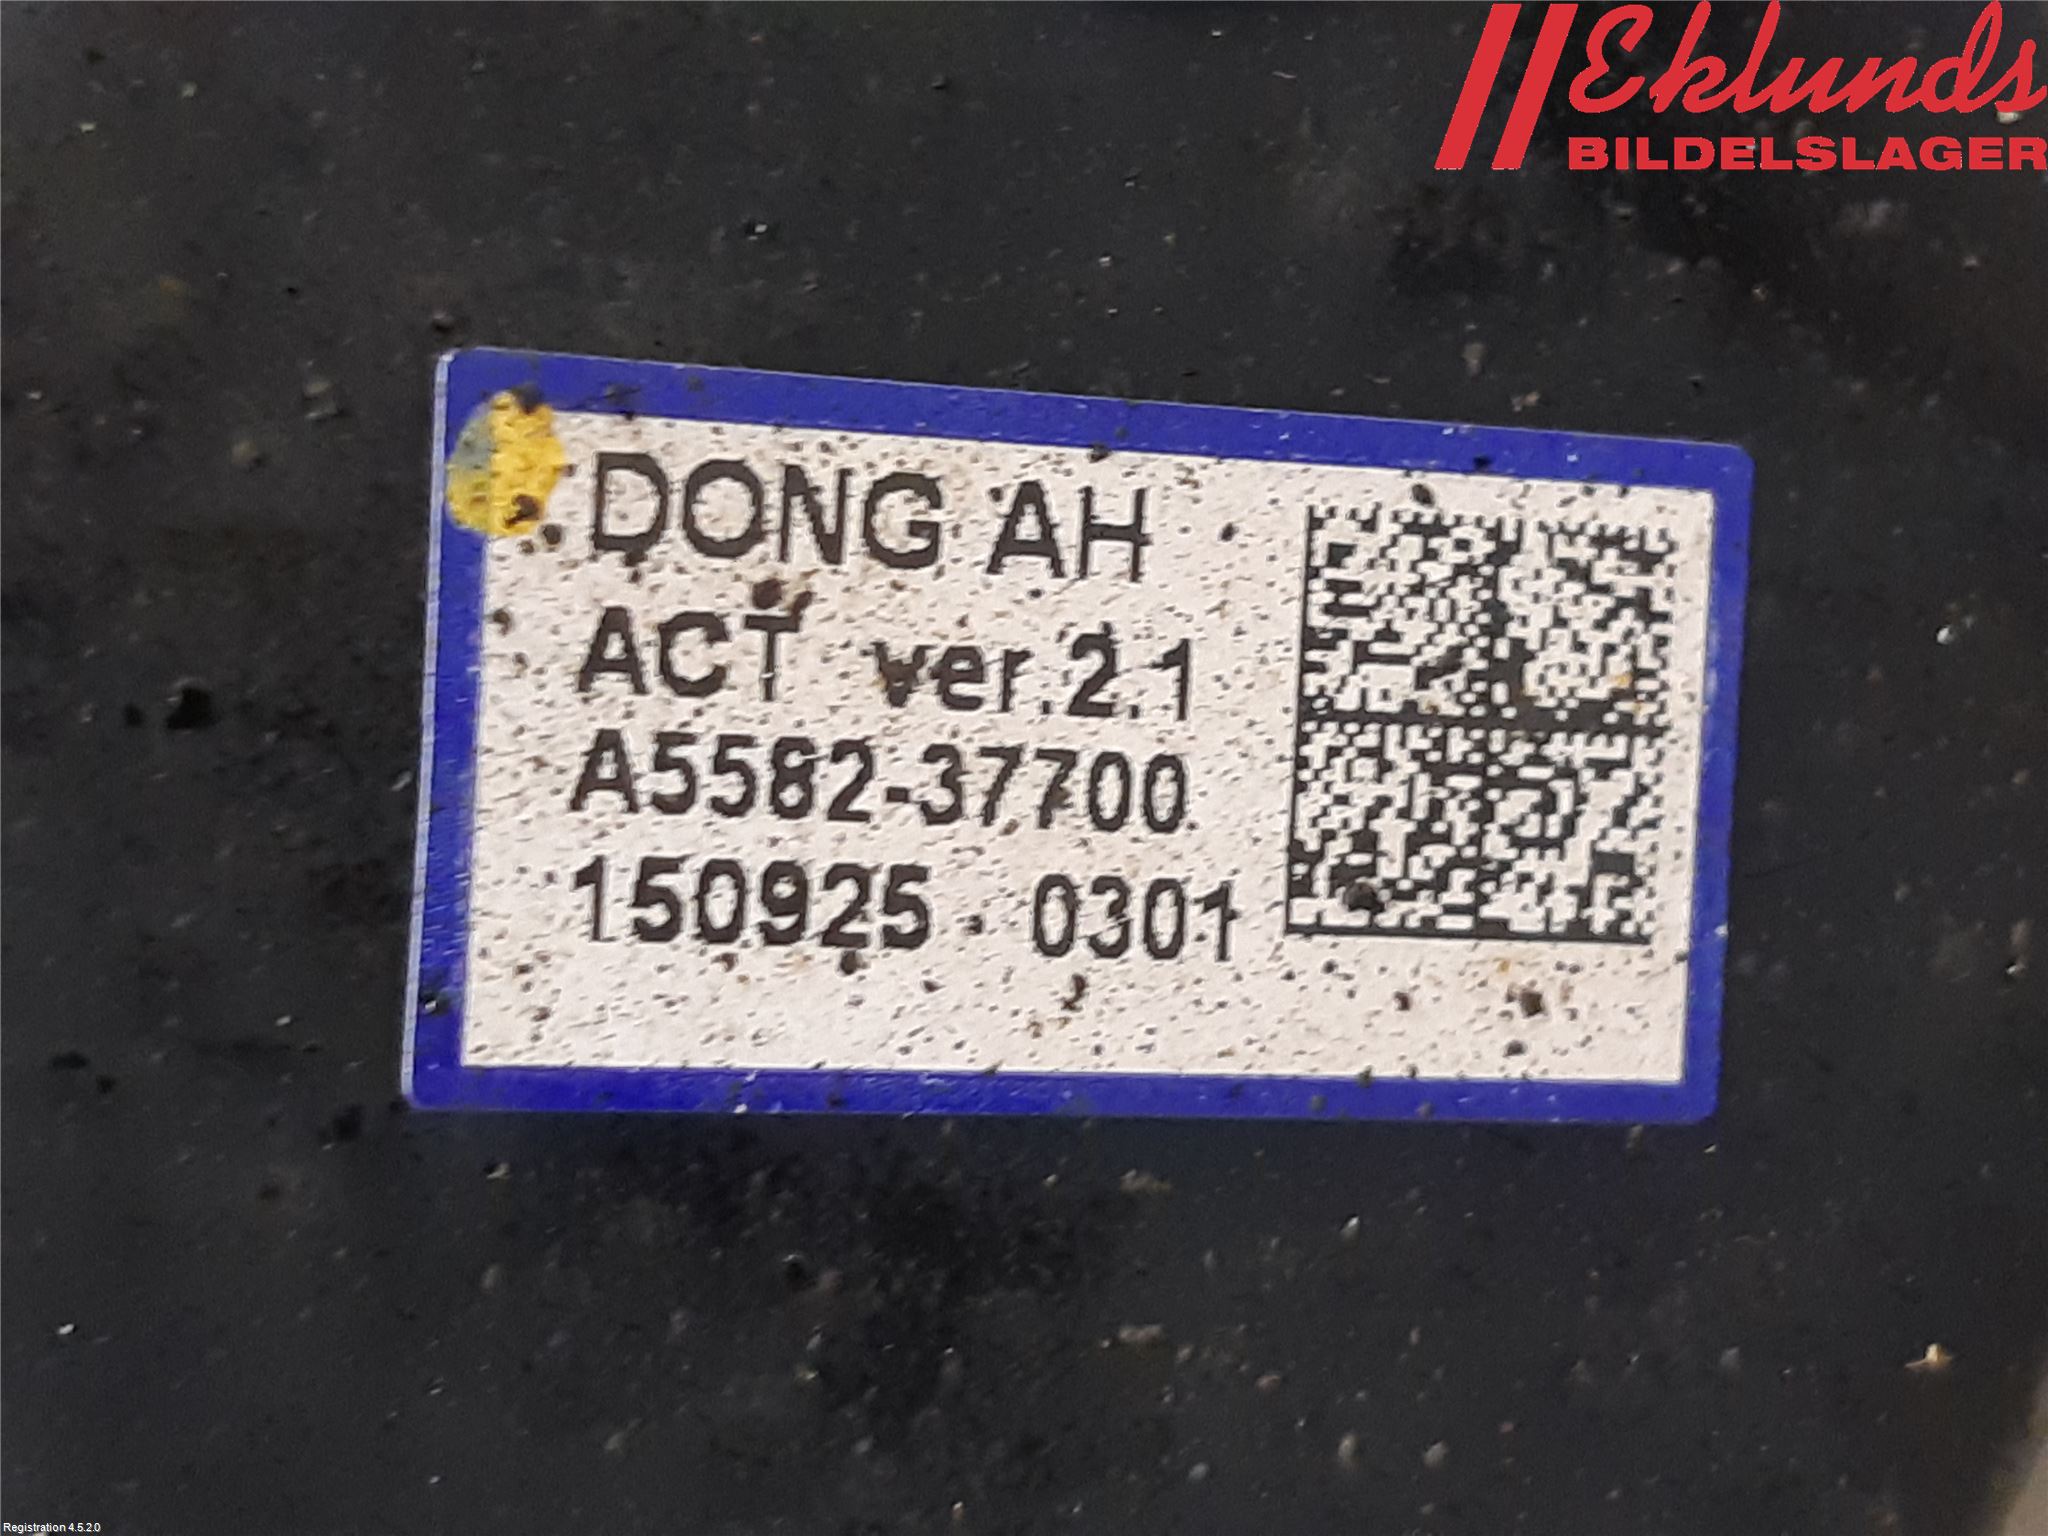 Eklunds
BILDELSLAGER
DONG AH
ACT ver.2.1
A5582-37700
150925 0301
Registration 4.5.2.0